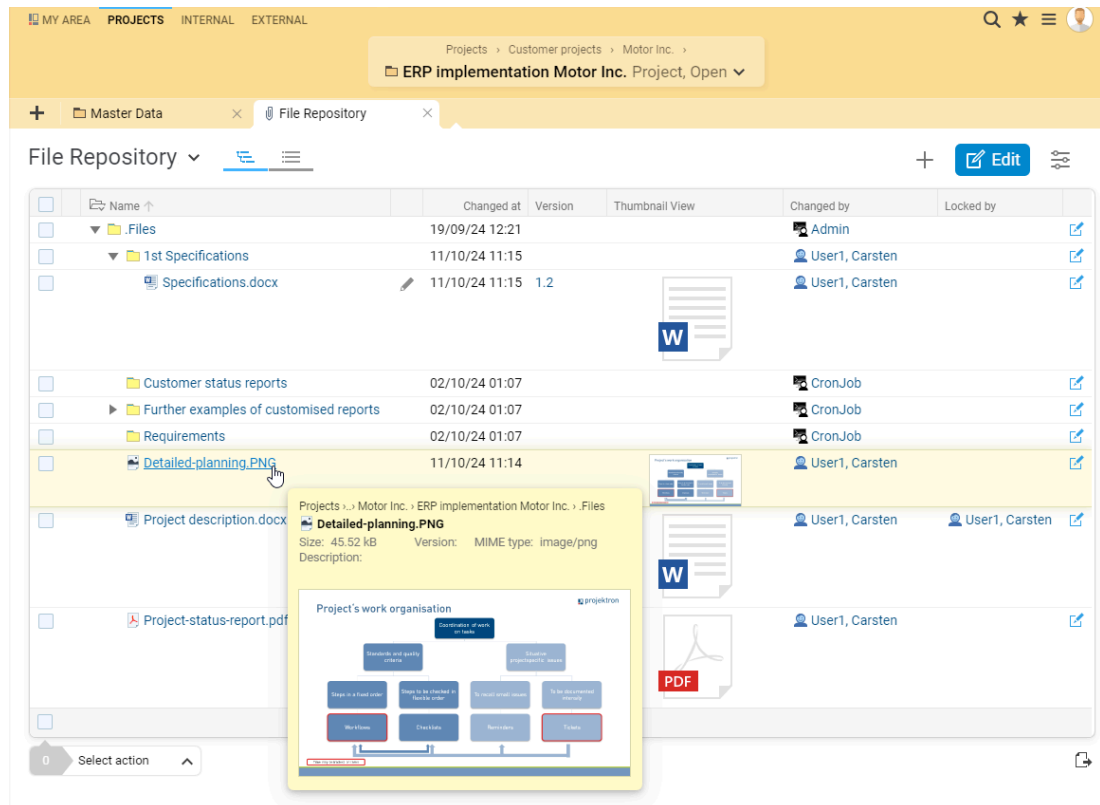 MY AREA PROJECTS INTERNAL EXTERNAL
Projects › Customer projects › Motor Inc. ›
ERP implementation Motor Inc. Project, Open
Master Data × File Repository ×
File Repository
Edit
Name Changed at Version Thumbnail View Changed by Locked by
.Files 19/09/24 12:21 Admin
1st Specifications 11/10/24 11:15 User1, Carsten
Specifications.docx 11/10/24 11:15 1.2 User1, Carsten
W
Customer status reports 02/10/24 01:07 CronJob
Further examples of customised reports 02/10/24 01:07 CronJob
Requirements 02/10/24 01:07 CronJob
Detailed-planning.PNG 11/10/24 11:14 User1, Carsten
Project description.docx User1, Carsten User1, Carsten
W
Project-status-report.pdf User1, Carsten
PDF
Projects ›..› Motor Inc. › ERP implementation Motor Inc. › .Files
Detailed-planning.PNG
Size: 45.52 kB Version: MIME type: image/png
Description:
projektron
Project's work organisation
Coordination of work
on tasks
Standards and quality
criteria
Situative
projectspecific issues
Steps in a fixed order
Steps to be checked in
flexible order
To recall small issues
To be documented
Workflows Checklists Reminders Tickets
0 Select action